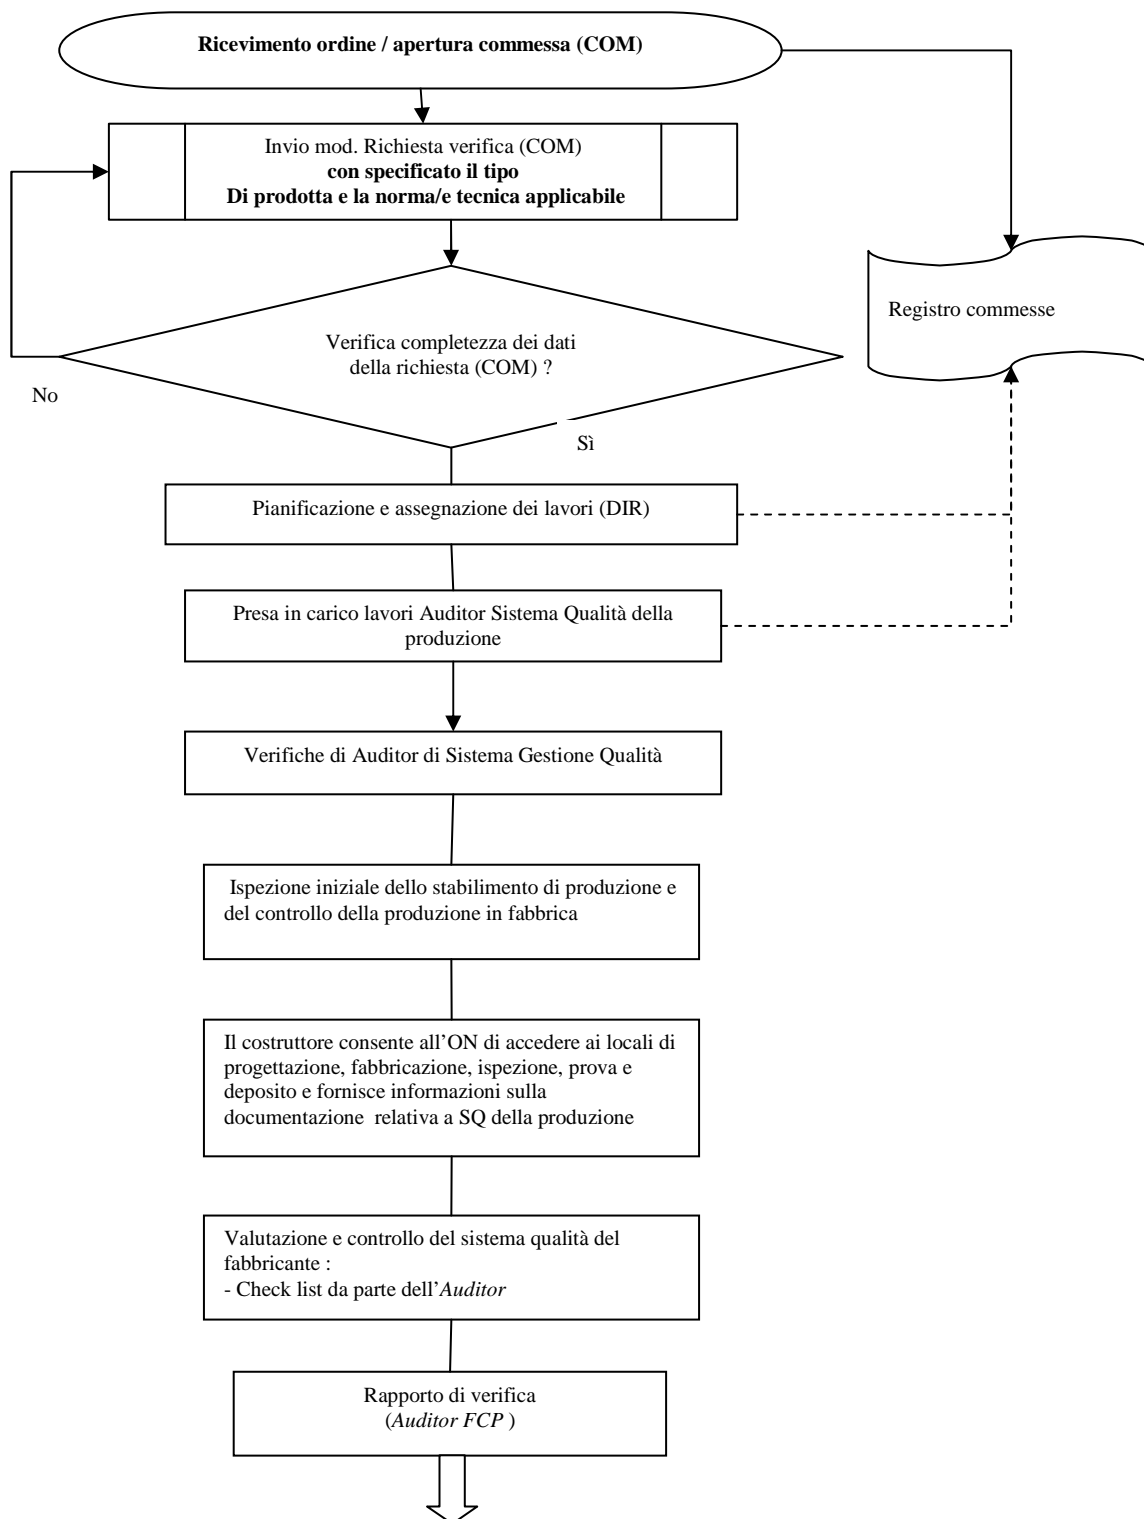 Ricevimento ordine / apertura commessa (COM)
Invio mod. Richiesta verifica (COM)
con specificato il tipo
Di prodotta e la norma/e tecnica applicabile
Registro commesse
Verifica completezza dei dati
della richiesta (COM) ?
No
Sì
Pianificazione e assegnazione dei lavori (DIR)
Presa in carico lavori Auditor Sistema Qualità della
produzione
Verifiche di Auditor di Sistema Gestione Qualità
Ispezione iniziale dello stabilimento di produzione e
del controllo della produzione in fabbrica
Il costruttore consente all’ON di accedere ai locali di
progettazione, fabbricazione, ispezione, prova e
deposito e fornisce informazioni sulla
documentazione relativa a SQ della produzione
Valutazione e controllo del sistema qualità del
fabbricante :
- Check list da parte dell’Auditor
Rapporto di verifica
(Auditor FCP )